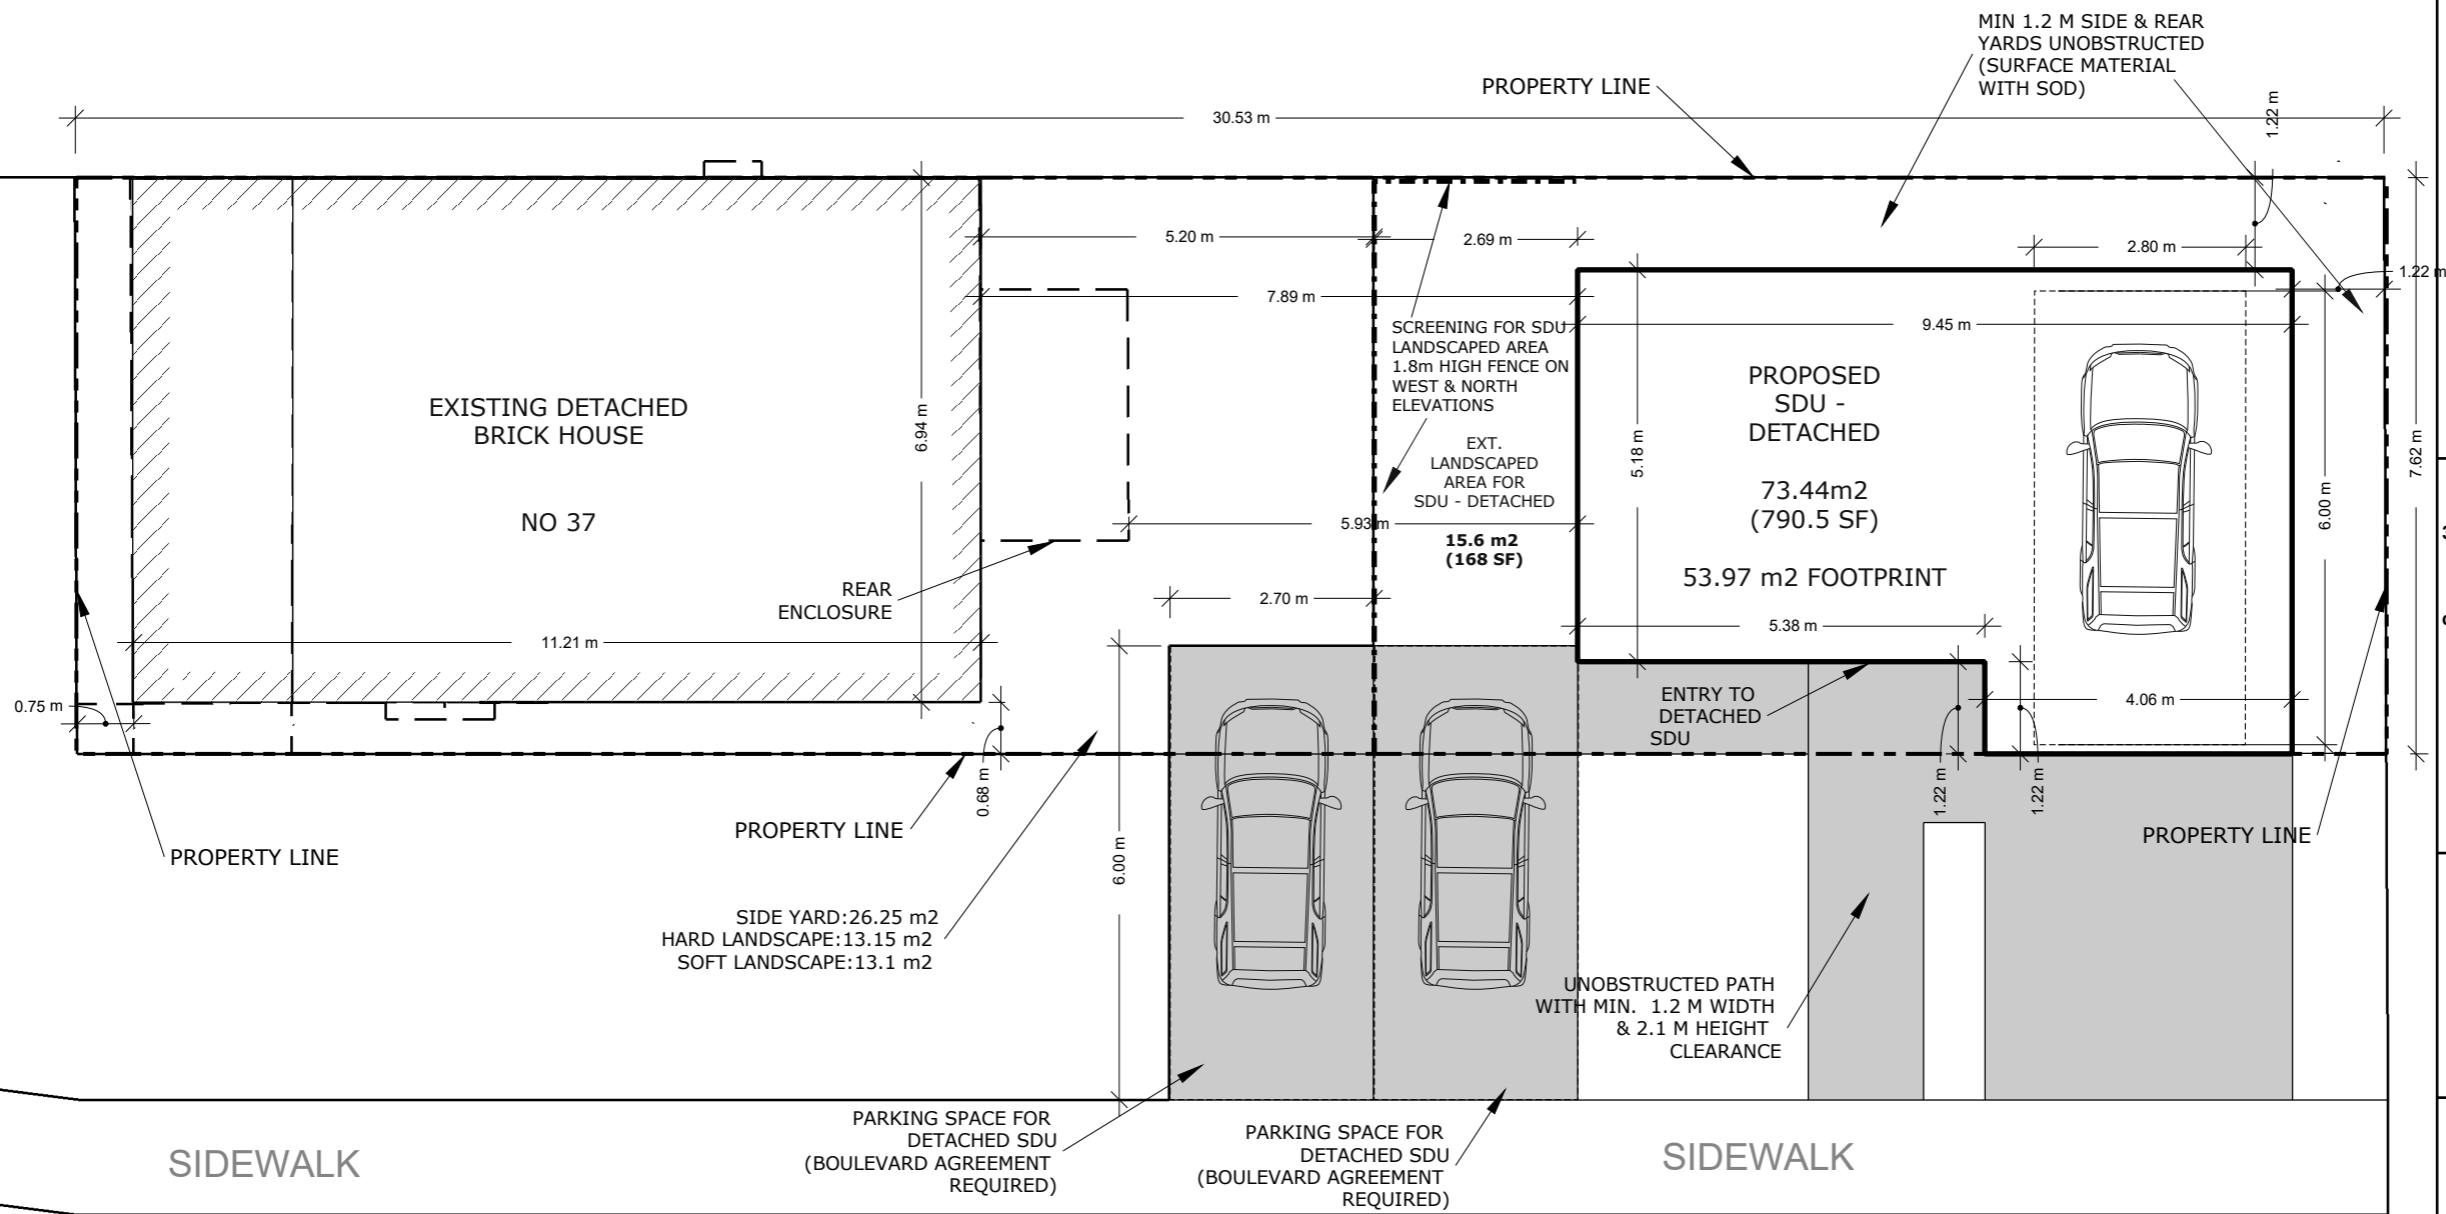 MIN 1.2 M SIDE & REAR
YARDS UNOBSTRUCTED
(SURFACE MATERIAL
WITH SOD)
PROPERTY LINE
30.53 m
1.22 m
5.20 m
2.69 m
2.80 m
1.22 m
7.89 m
9.45 m
SCREENING FOR SDU
LANDSCAPED AREA
1.8m HIGH FENCE ON
WEST & NORTH
ELEVATIONS
EXISTING DETACHED
BRICK HOUSE
NO 37
6.94 m
PROPOSED
SDU -
DETACHED
73.44m2
(790.5 SF)
53.97 m2 FOOTPRINT
EXT.
LANDSCAPED
AREA FOR
SDU - DETACHED
15.6 m2
(168 SF)
5.18 m
7.62 m
6.00 m
5.93 m
REAR
ENCLOSURE
2.70 m
5.38 m
11.21 m
0.75 m
ENTRY TO
DETACHED
SDU
4.06 m
0.68 m
1.22 m
1.22 m
PROPERTY LINE
PROPERTY LINE
PROPERTY LINE
6.00 m
SIDE YARD:26.25 m2
HARD LANDSCAPE:13.15 m2
SOFT LANDSCAPE:13.1 m2
UNOBSTRUCTED PATH
WITH MIN. 1.2 M WIDTH
& 2.1 M HEIGHT
CLEARANCE
PARKING SPACE FOR
DETACHED SDU
(BOULEVARD AGREEMENT
REQUIRED)
PARKING SPACE FOR
DETACHED SDU
(BOULEVARD AGREEMENT
REQUIRED)
SIDEWALK
SIDEWALK